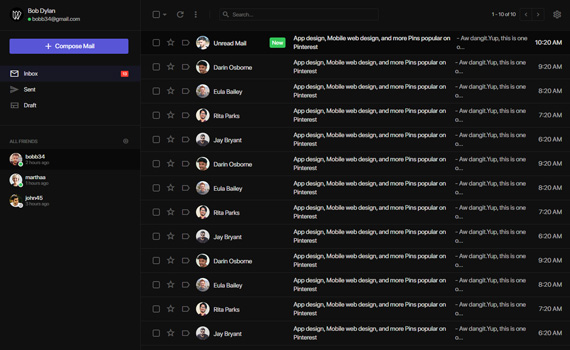 Bob Dylan
bobb34@gmail.com
Compose Mail
Inbox
Sent
Draft
ALL FRIENDS
bobb34
7 hours ago
marthaa
7 hours ago
john45
7 hours ago
Search...
1 - 10 of 10
Unread Mail New App design, Mobile web design, and more Pins popular on - Aw dangit.Yup, this is one 10:20 AM
Pinterest o...
Darin Osborne App design, Mobile web design, and more Pins popular on - Aw dangit.Yup, this is one 9:20 AM
Pinterest o...
Eula Bailey App design, Mobile web design, and more Pins popular on - Aw dangit.Yup, this is one 8:20 AM
Pinterest o...
Rita Parks App design, Mobile web design, and more Pins popular on - Aw dangit.Yup, this is one 7:20 AM
Pinterest o...
Jay Bryant App design, Mobile web design, and more Pins popular on - Aw dangit.Yup, this is one 6:20 AM
Pinterest o...
Darin Osborne App design, Mobile web design, and more Pins popular on - Aw dangit.Yup, this is one 9:20 AM
Pinterest o...
Eula Bailey App design, Mobile web design, and more Pins popular on - Aw dangit.Yup, this is one 8:20 AM
Pinterest o...
Rita Parks App design, Mobile web design, and more Pins popular on - Aw dangit.Yup, this is one 7:20 AM
Pinterest o...
Jay Bryant App design, Mobile web design, and more Pins popular on - Aw dangit.Yup, this is one 6:20 AM
Pinterest o...
Darin Osborne App design, Mobile web design, and more Pins popular on - Aw dangit.Yup, this is one 9:20 AM
Pinterest o...
Eula Bailey App design, Mobile web design, and more Pins popular on - Aw dangit.Yup, this is one 8:20 AM
Pinterest o...
Rita Parks App design, Mobile web design, and more Pins popular on - Aw dangit.Yup, this is one 7:20 AM
Pinterest o...
Jay Bryant App design, Mobile web design, and more Pins popular on - Aw dangit.Yup, this is one 6:20 AM
Pinterest o...